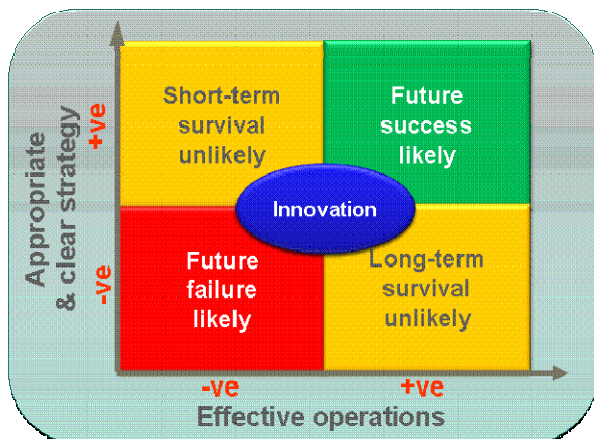 Appropriate
& clear strategy
+ve
-ve
Short-term
survival
unlikely
Future
success
likely
Innovation
Future
failure
likely
Long-term
survival
unlikely
-ve
+ve
Effective operations